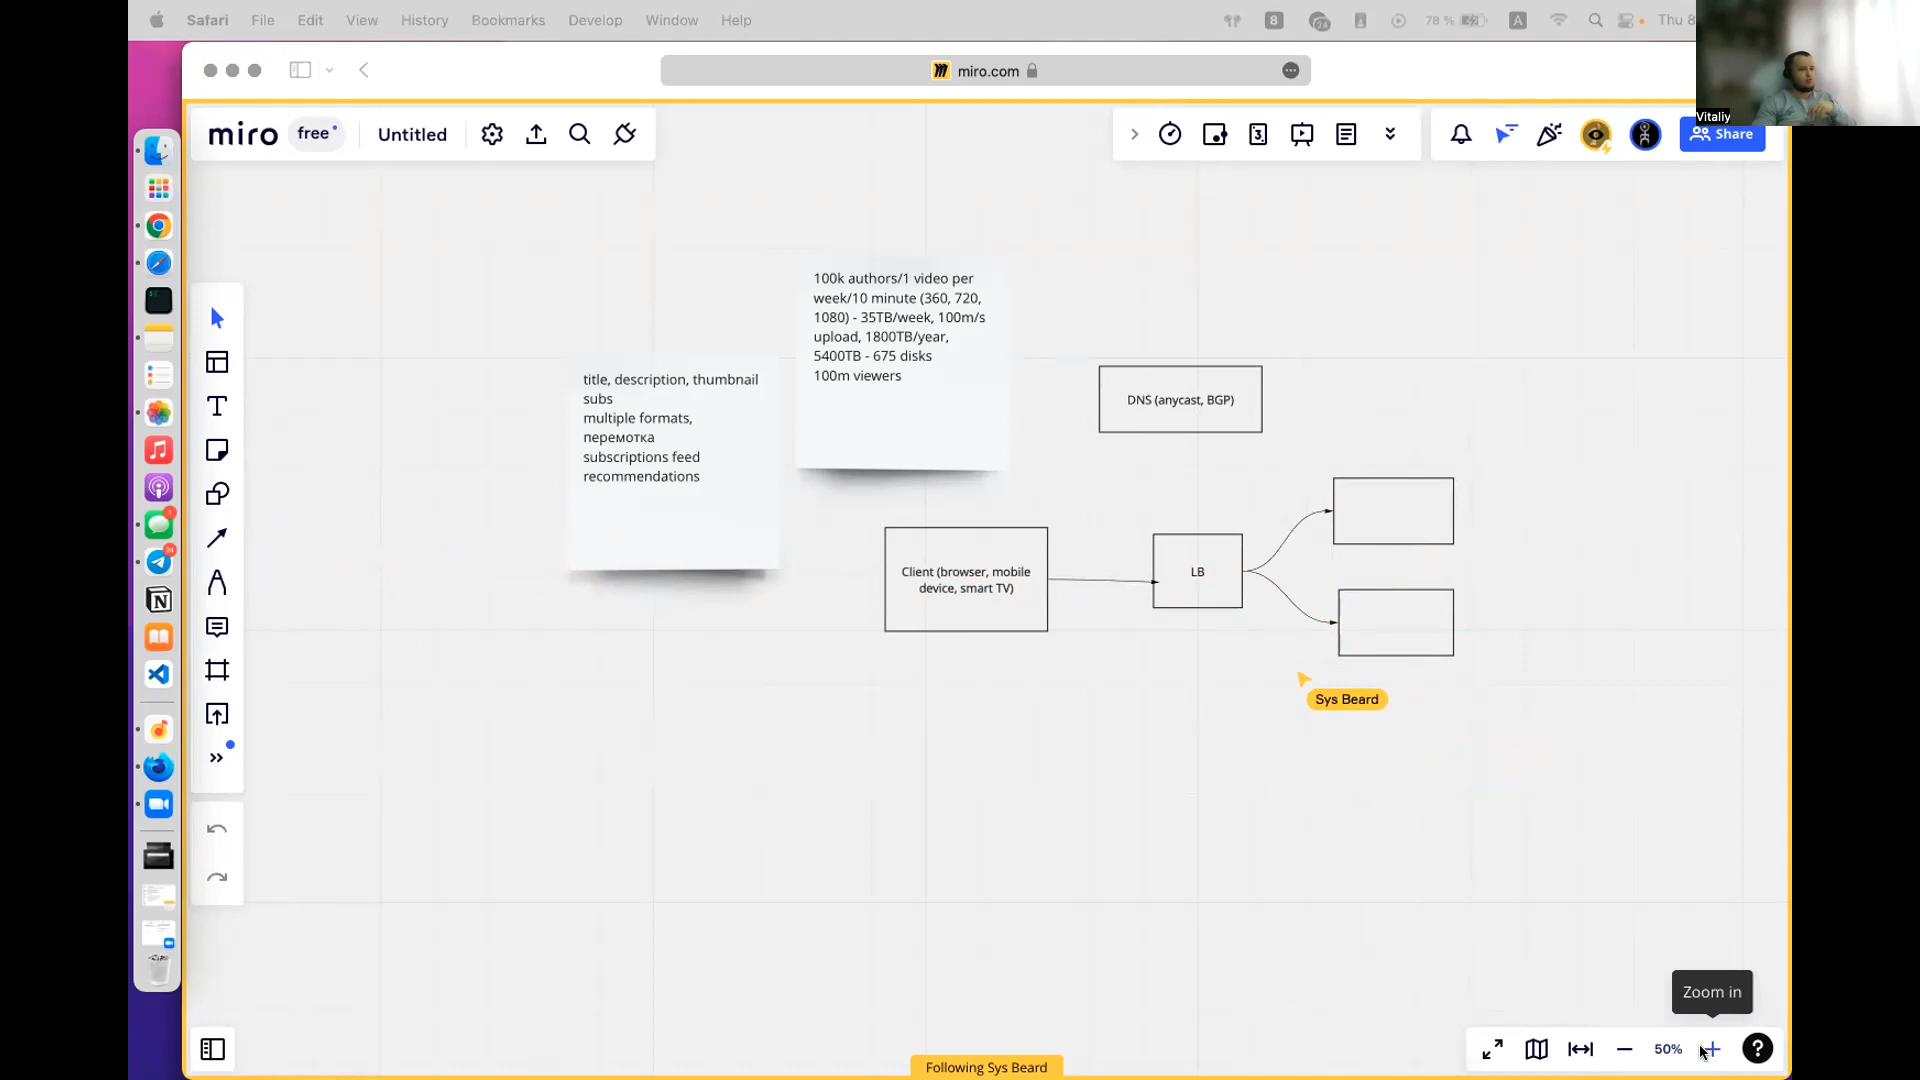 Safari File Edit View History Bookmarks Develop Window Help
8
78 %
A
Thu 8
Vitaliy
miro.com
miro
free
Untitled
3
Share
100k authors/1 video per
week/10 minute (360, 720,
1080) - 35TB/week, 100m/s
upload, 1800TB/year,
5400TB - 675 disks
100m viewers
title, description, thumbnail
subs
multiple formats,
перемотка
subscriptions feed
recommendations
DNS (anycast, BGP)
Client (browser, mobile
device, smart TV)
LB
Sys Beard
Zoom in
50%
?
Following Sys Beard